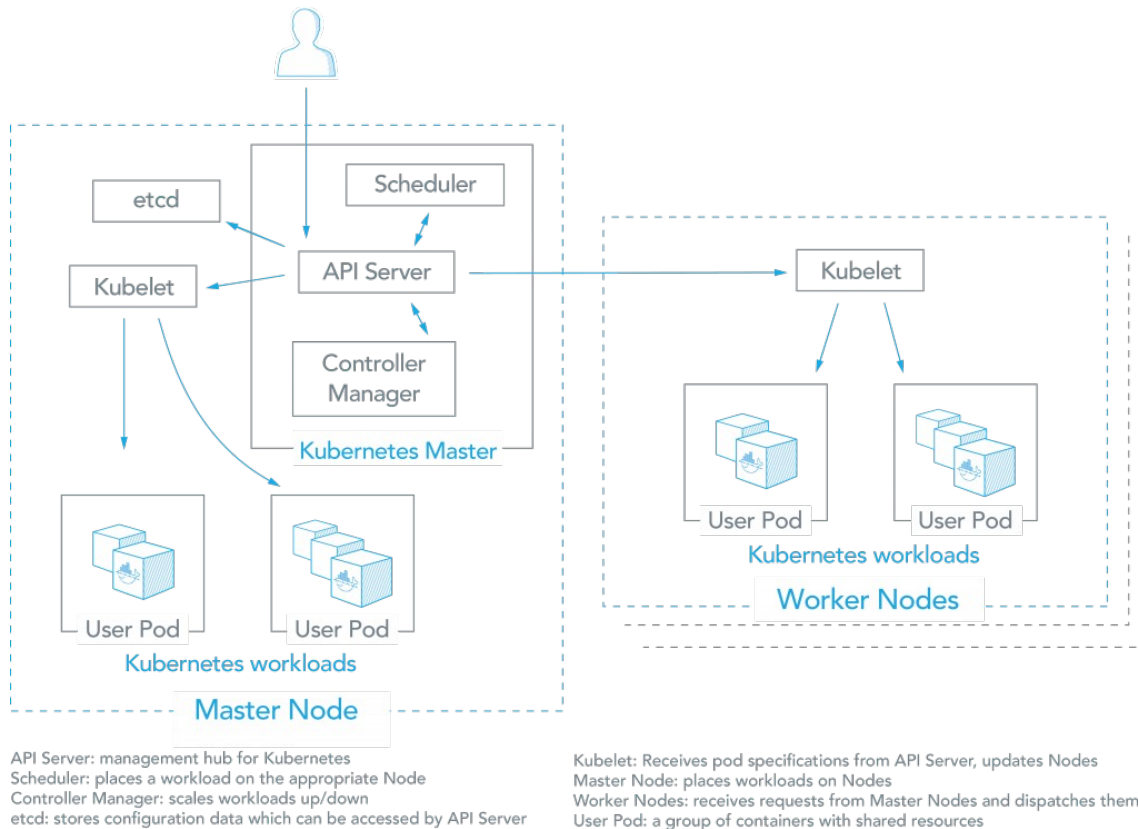 Scheduler
etcd
API Server
Kubelet
Controller
Manager
Kubernetes Master
User Pod
User Pod
Kubernetes workloads
Master Node
Kubelet
User Pod
User Pod
Kubernetes workloads
Worker Nodes
API Server: management hub for Kubernetes
Scheduler: places a workload on the appropriate Node
Controller Manager: scales workloads up/down
etcd: stores configuration data which can be accessed by API Server
Kubelet: Receives pod specifications from API Server, updates Nodes
Master Node: places workloads on Nodes
Worker Nodes: receives requests from Master Nodes and dispatches them
User Pod: a group of containers with shared resources